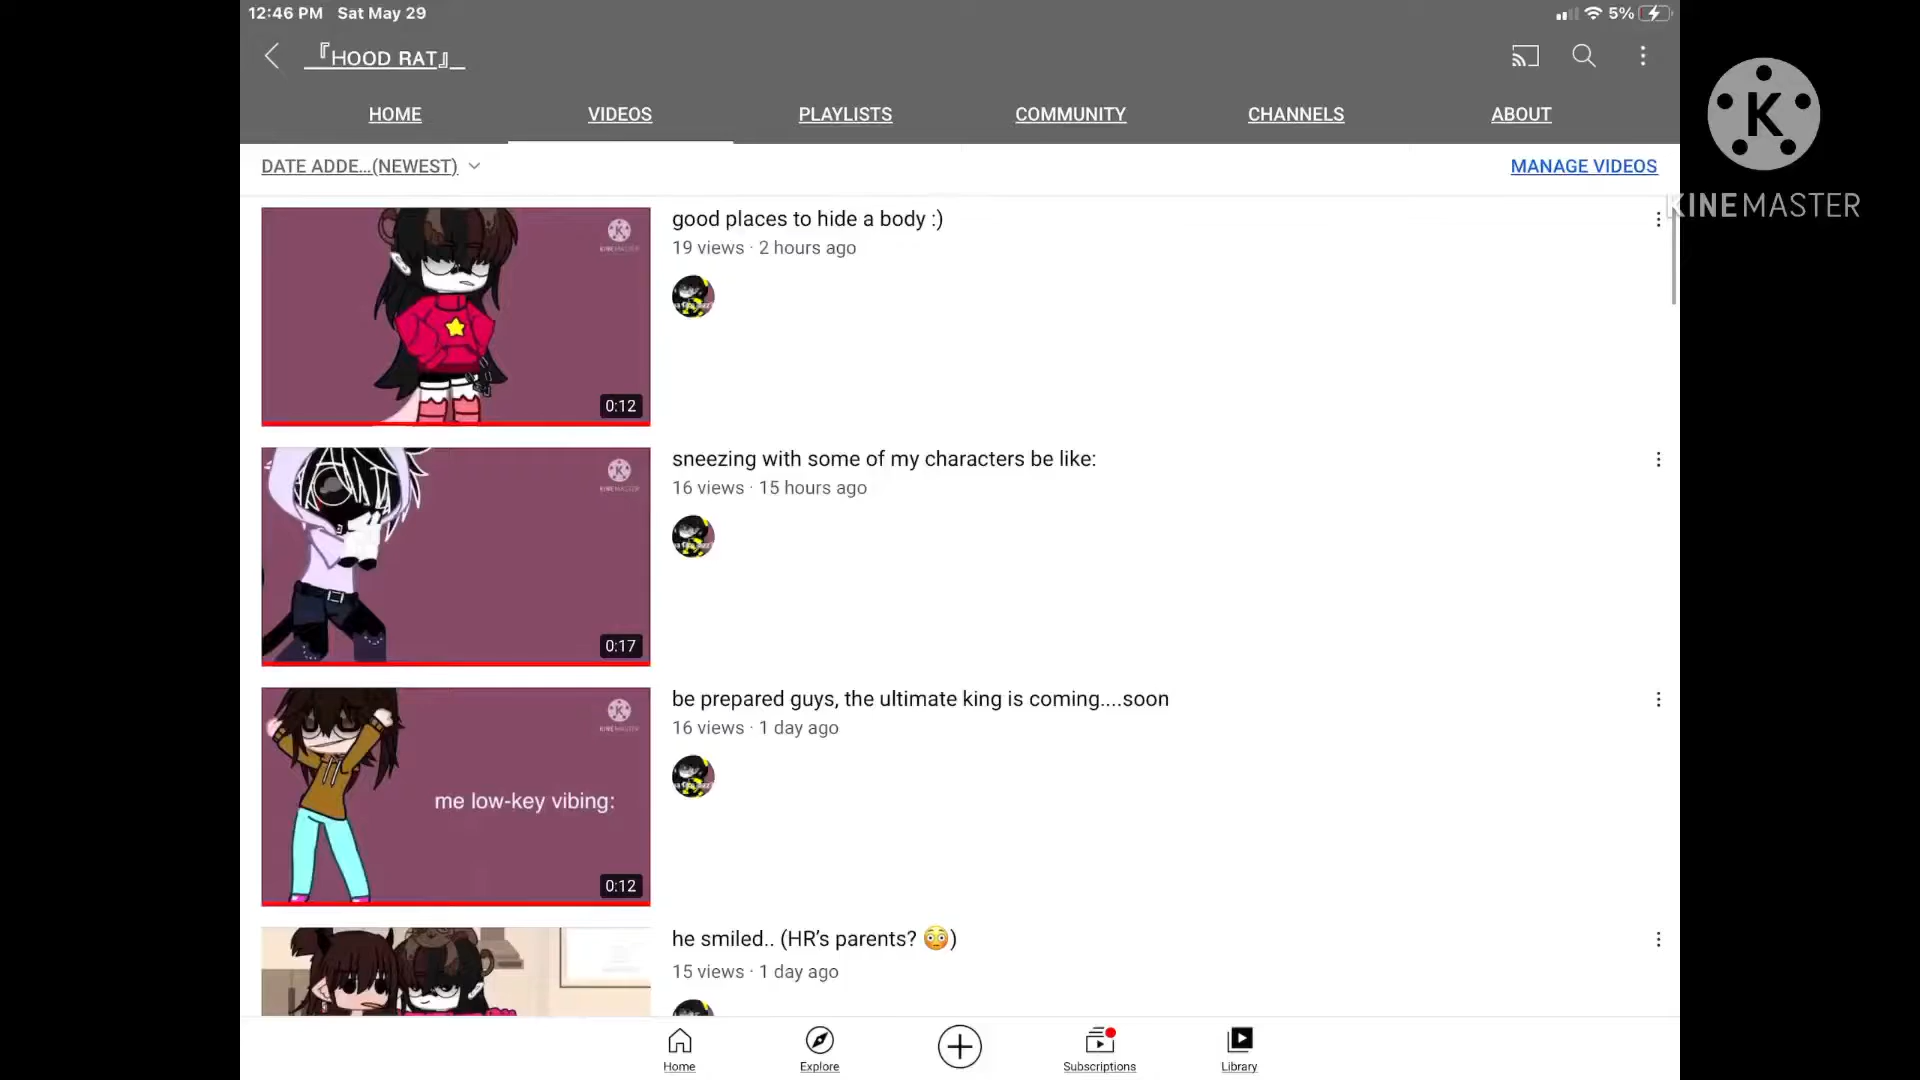 12:46 PM Sat May 29
5%
『HOOD RAT』_
HOME VIDEOS PLAYLISTS COMMUNITY CHANNELS ABOUT
DATE ADDE...(NEWEST)
MANAGE VIDEOS
K
KINEMASTER
good places to hide a body :)
19 views · 2 hours ago
KINEMASTER
0:12
sneezing with some of my characters be like:
16 views · 15 hours ago
KINEMASTER
0:17
be prepared guys, the ultimate king is coming....soon
16 views · 1 day ago
KINEMASTER
me low-key vibing:
0:12
he smiled.. (HR's parents? 😳)
15 views · 1 day ago
Home Explore Subscriptions Library